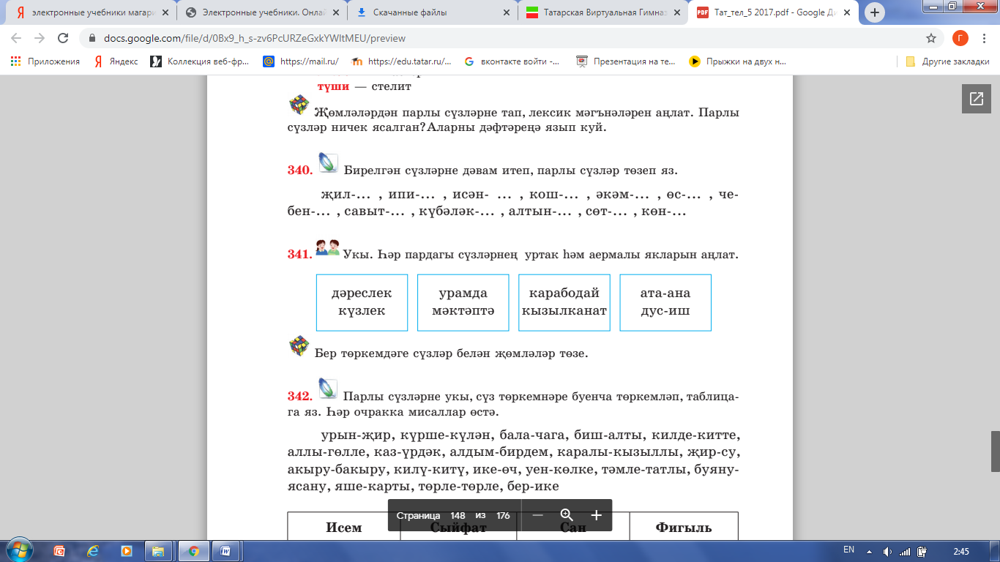 электронные учебники магари
Электронные учебники. Онлай
Скачанные файлы
Татарская Виртуальная Гимназ
Тат_тел_5 2017.pdf - Google Ди
docs.google.com/file/d/0Bx9_h_s-zv6PcURZeGxkYWltMEU/preview
Приложения Яндекс Коллекция веб-фр... https://mail.ru/ https://edu.tatar.ru/... вконтакте войти -... Презентация на те... Прыжки на двух н... Другие закладки
түши — стелит
Җөмләләрдән парлы сүзләрне тап, лексик мәгънәләрен аңлат. Парлы
сүзләр ничек ясалган?Аларны дәфтәреңә язып куй.
340. Бирелгән сүзләрне дәвам итеп, парлы сүзләр төзеп яз.
җил-... , ипи-... , исән- ... , кош-... , әкәм-... , өс-... , че-
бен-... , савыт-... , күбәләк-... , алтын-... , сөт-... , көн-...
341. Укы. Һәр пардагы сүзләрнең уртак һәм аермалы якларын аңлат.
дәреслек урамда карабодай ата-ана
күзлек мәктәптә кызылканат дус-иш
Бер төркемдәге сүзләр белән җөмләләр төзе.
342. Парлы сүзләрне укы, сүз төркемнәре буенча төркемләп, таблица-
га яз. Һәр очракка мисаллар өстә.
урын-җир, күрше-күлән, бала-чага, биш-алты, килде-китте,
аллы-гөлле, каз-үрдәк, алдым-бирдем, каралы-кызыллы, җир-су,
акыру-бакыру, килү-китү, ике-өч, уен-көлке, тәмле-татлы, буяну-
ясану, яше-карты, төрле-төрле, бер-ике
Страница 148 из 176
Исем Сыйфат Сан Фигыль
EN 2:45